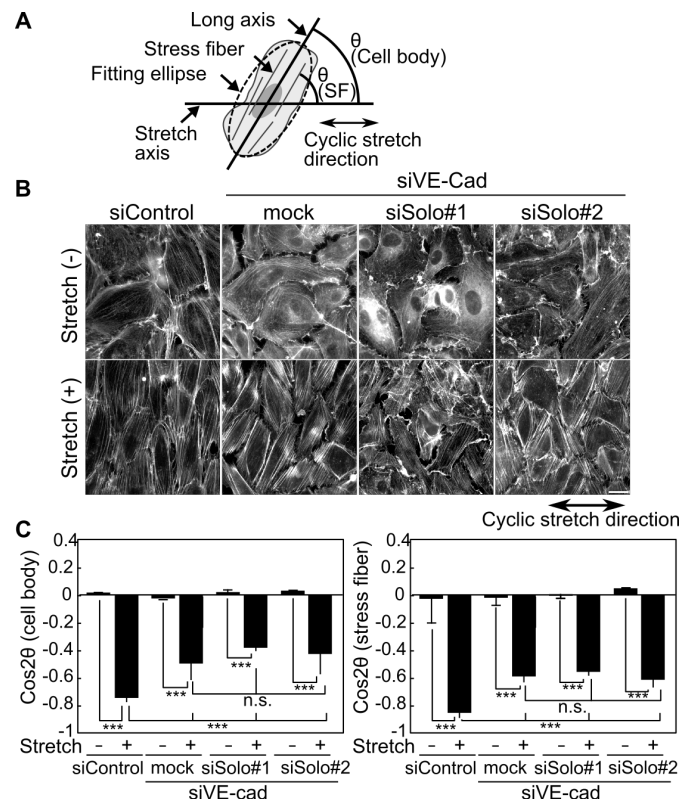 A
Long axis
Stress fiber
Fitting ellipse
θ
(Cell body)
θ
(SF)
Stretch
axis
Cyclic stretch
direction
B
siVE-Cad
siControl mock siSolo#1 siSolo#2
Stretch (-)
Stretch (+)
Cyclic stretch direction
C
Cos2θ (cell body)
0.4
0.2
0
-0.2
-0.4
-0.6
-0.8
-1
***
***
***
***
n.s.
***
Stretch − + − + − + − +
siControl mock siSolo#1 siSolo#2
siVE-cad
Cos2θ (stress fiber)
0.4
0.2
0
-0.2
-0.4
-0.6
-0.8
-1
***
***
***
***
n.s.
***
Stretch − + − + − + − +
siControl mock siSolo#1 siSolo#2
siVE-cad